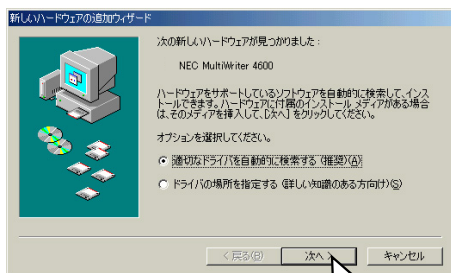 新しいハードウェアの追加ウィザード
次の新しいハードウェアが見つかりました :
NEC MultiWriter 4600
ハードウェアをサポートしているソフトウェアを自動的に検索して、インス
トールできます。ハードウェアに付属のインストール メディアがある場合
は、そのメディアを挿入して、[次へ] をクリックしてください。
オプションを選択してください。
適切なドライバを自動的に検索する (推奨)(A)
ドライバの場所を指定する (詳しい知識のある方向け)(S)
< 戻る(B)
次へ >
キャンセル